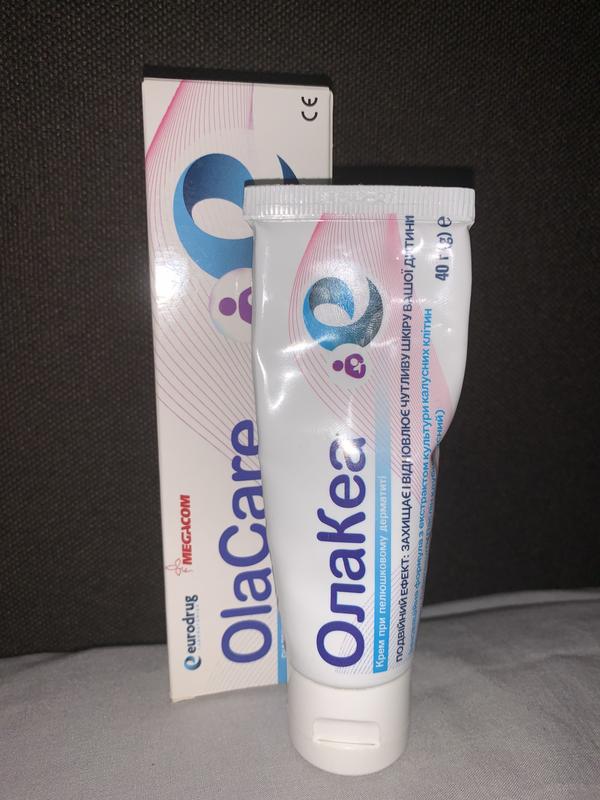 CE
OlaCare
MEGACOM
eurodrug
ОлаКеа
Крем при пелюшковому дерматиті
ПОДВІЙНИЙ ЕФЕКТ: ЗАХИЩАЄ І ВІДНОВЛЮЄ ЧУТЛИВУ ШКІРУ ВАШОЇ ДИТИНИ
формула з екстрактом культури калусних клітин
40 г (g) e